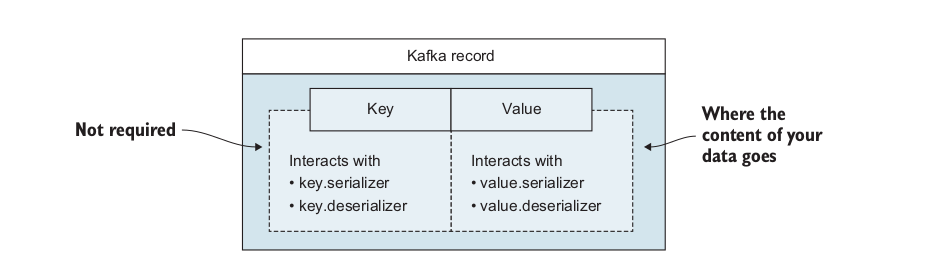 Kafka record
Key
Value
Not required
Where the
content of your
data goes
Interacts with
• key.serializer
• key.deserializer
Interacts with
• value.serializer
• value.deserializer